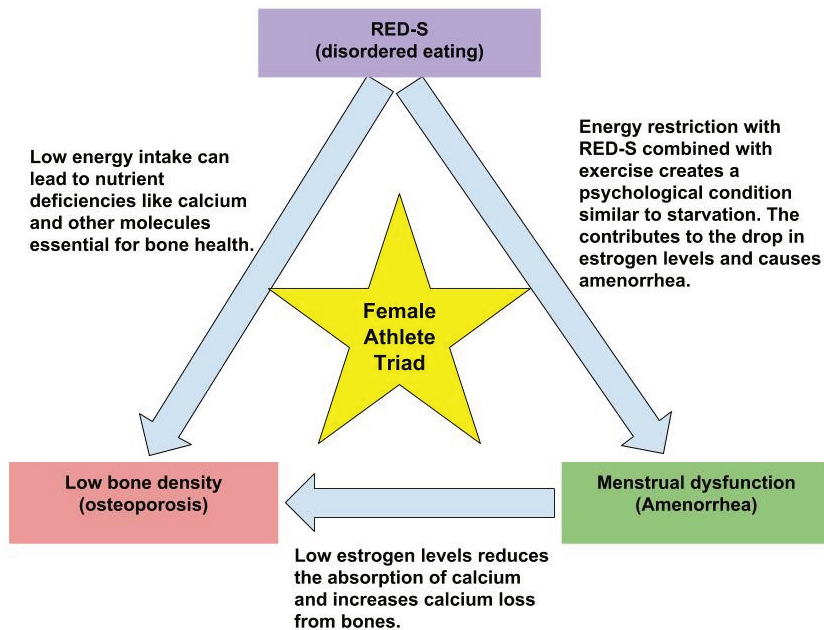 RED-S
(disordered eating)
Low energy intake can
lead to nutrient
deficiencies like calcium
and other molecules
essential for bone health.
Energy restriction with
RED-S combined with
exercise creates a
psychological condition
similar to starvation. The
contributes to the drop in
estrogen levels and causes
amenorrhea.
Female
Athlete
Triad
Low bone density
(osteoporosis)
Menstrual dysfunction
(Amenorrhea)
Low estrogen levels reduces
the absorption of calcium
and increases calcium loss
from bones.